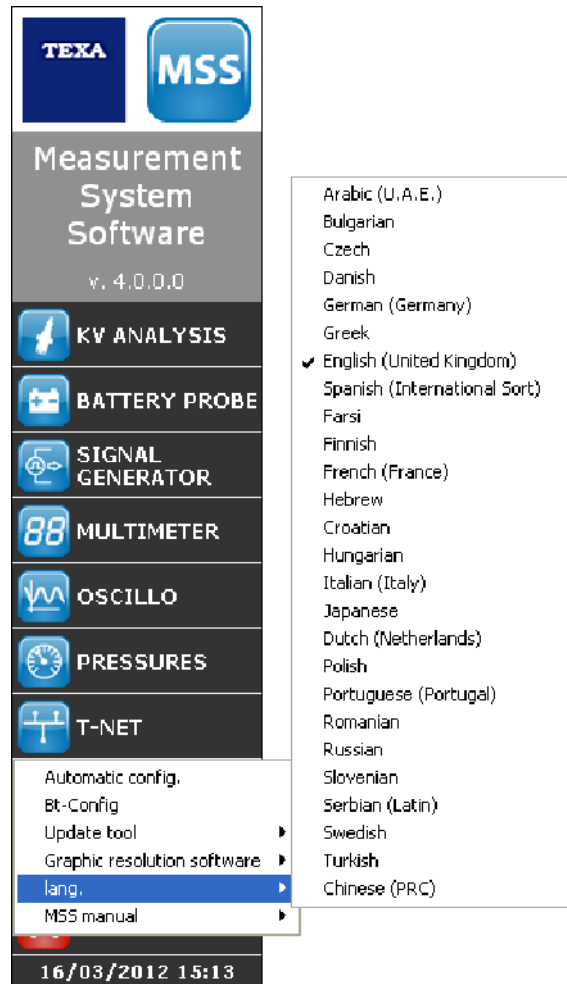 TEXA
MSS
Measurement
System
Software
v. 4.0.0.0
KV ANALYSIS
BATTERY PROBE
SIGNAL
GENERATOR
88 MULTIMETER
OSCILLO
PRESSURES
T-NET
Automatic config.
Bt-Config
Update tool
Graphic resolution software
lang.
MSS manual
16/03/2012 15:13
Arabic (U.A.E.)
Bulgarian
Czech
Danish
German (Germany)
Greek
English (United Kingdom)
Spanish (International Sort)
Farsi
Finnish
French (France)
Hebrew
Croatian
Hungarian
Italian (Italy)
Japanese
Dutch (Netherlands)
Polish
Portuguese (Portugal)
Romanian
Russian
Slovenian
Serbian (Latin)
Swedish
Turkish
Chinese (PRC)